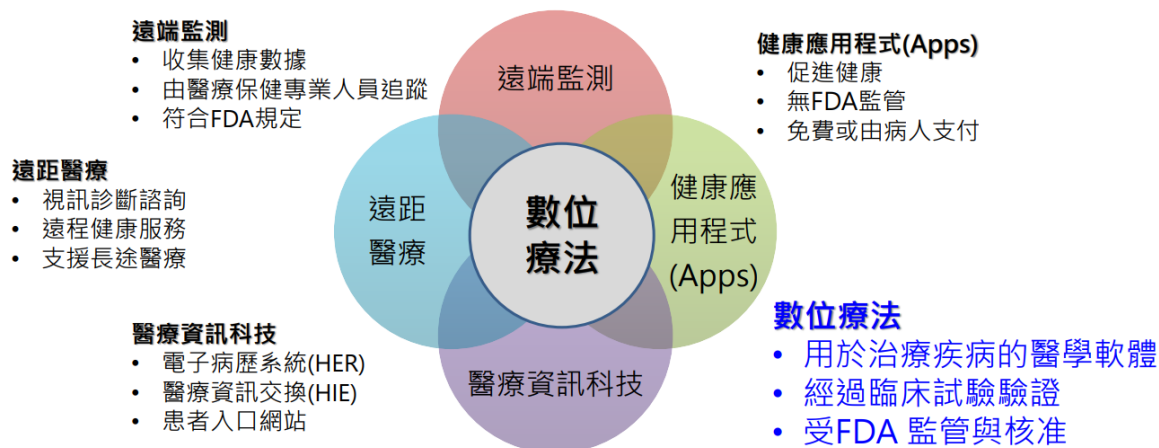 遠端監測
• 收集健康數據
• 由醫療保健專業人員追蹤
• 符合FDA規定
健康應用程式(Apps)
• 促進健康
• 無FDA監管
• 免費或由病人支付
遠距醫療
• 視訊診斷諮詢
• 遠程健康服務
• 支援長途醫療
遠端監測
遠距
醫療
數位
療法
健康應
用程式
(Apps)
醫療資訊科技
醫療資訊科技
• 電子病歷系統(HER)
• 醫療資訊交換(HIE)
• 患者入口網站
數位療法
• 用於治療疾病的醫學軟體
• 經過臨床試驗驗證
• 受FDA 監管與核准